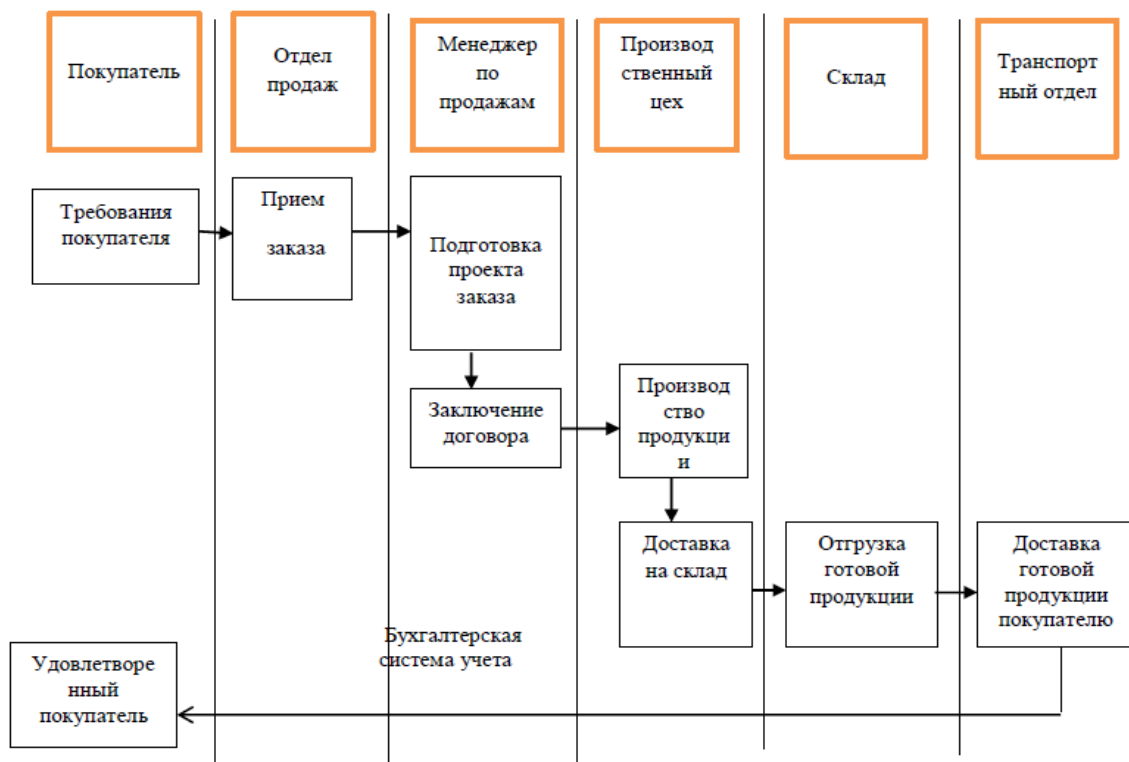 Покупатель
Отдел
продаж
Менеджер
по
продажам
Производ
ственный
цех
Склад
Транспорт
ный отдел
Требования
покупателя
Прием
заказа
Подготовка
проекта
заказа
Заключение
договора
Производ
ство
продукци
и
Доставка
на склад
Отгрузка
готовой
продукции
Доставка
готовой
продукции
покупателю
Бухгалтерская
система учета
Удовлетворе
нный
покупатель